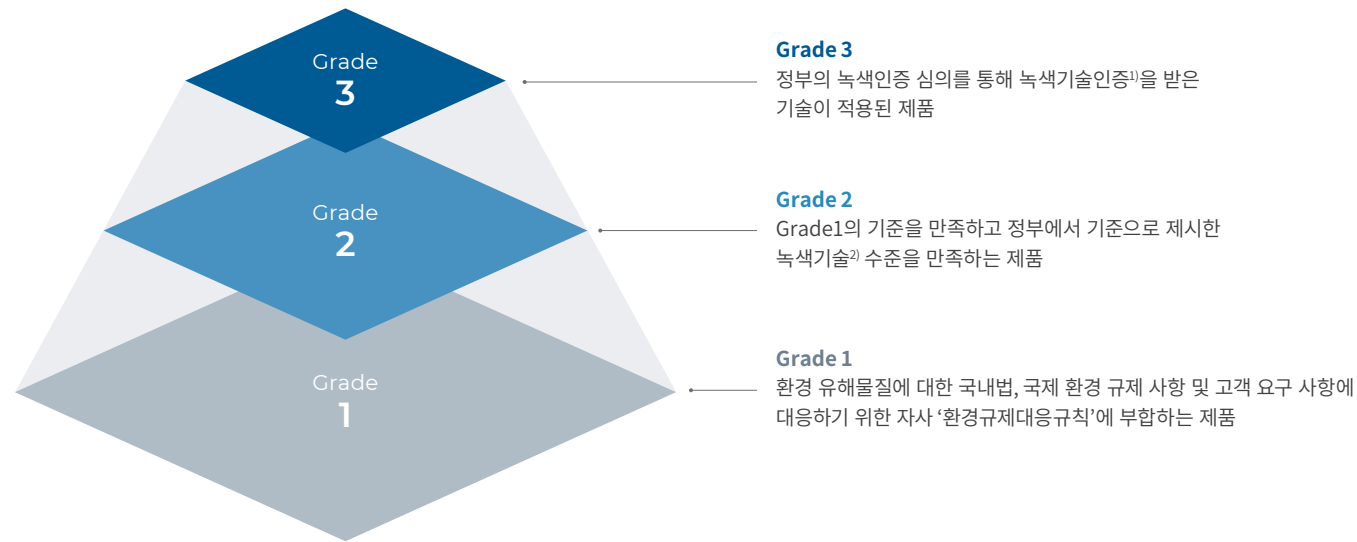 Grade
3
Grade 3
정부의 녹색인증 심의를 통해 녹색기술인증1)을 받은
기술이 적용된 제품
Grade
2
Grade 2
Grade1의 기준을 만족하고 정부에서 기준으로 제시한
녹색기술2) 수준을 만족하는 제품
Grade
1
Grade 1
환경 유해물질에 대한 국내법, 국제 환경 규제 사항 및 고객 요구 사항에
대응하기 위한 자사 ‘환경규제대응규칙’에 부합하는 제품